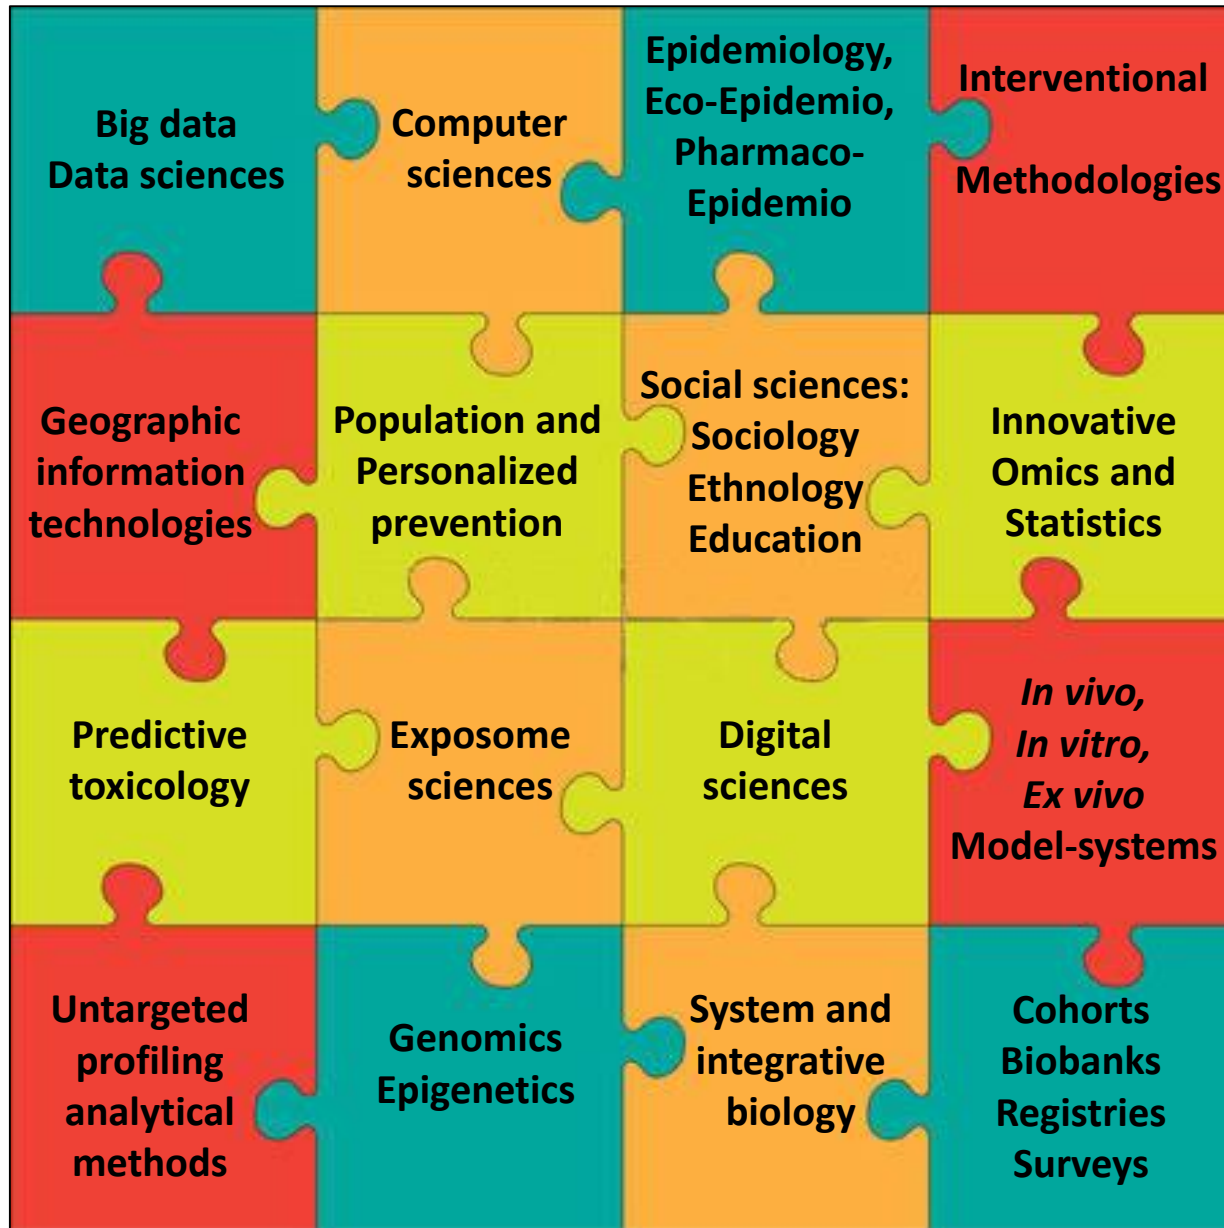 Big data
Data sciences
Computer
sciences
Epidemiology,
Eco-Epidemio,
Pharmaco-
Epidemio
Interventional
Methodologies
Geographic
information
technologies
Population and
Personalized
prevention
Social sciences:
Sociology
Ethnology
Education
Innovative
Omics and
Statistics
Predictive
toxicology
Exposome
sciences
Digital
sciences
In vivo,
In vitro,
Ex vivo
Model-systems
Untargeted
profiling
analytical
methods
Genomics
Epigenetics
System and
integrative
biology
Cohorts
Biobanks
Registries
Surveys